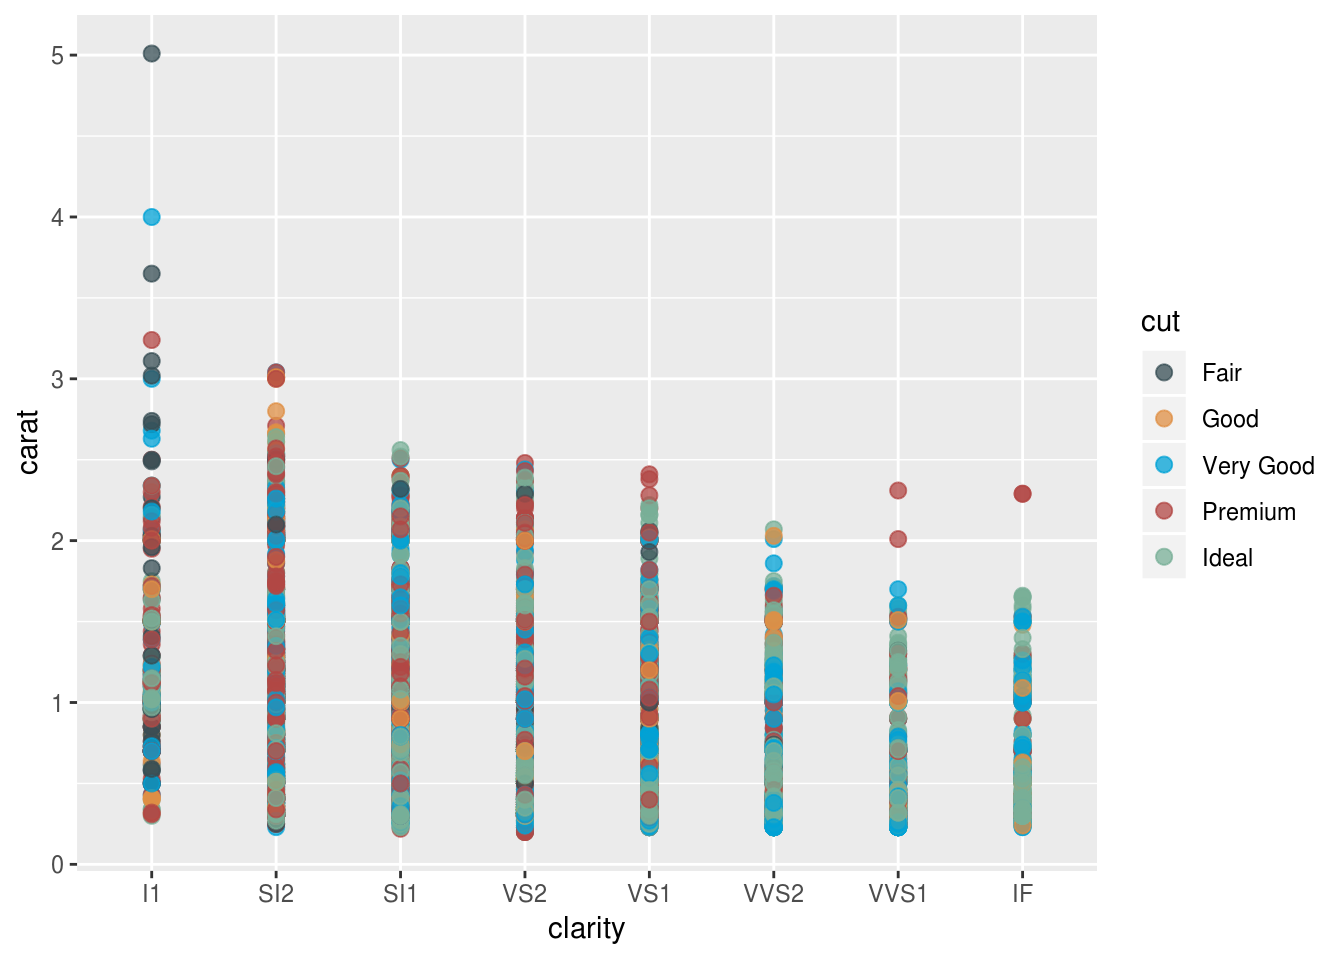 5
4
3
2
1
0
carat
I1 SI2 SI1 VS2 VS1 VVS2 VVS1 IF
clarity
cut
Fair
Good
Very Good
Premium
Ideal